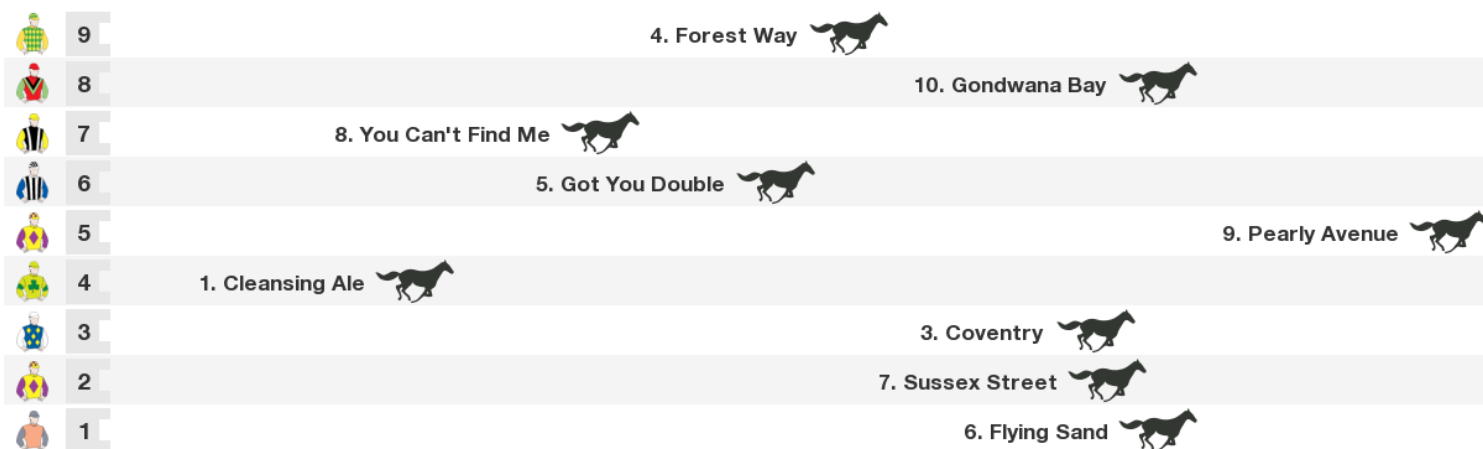 9 4. Forest Way
8 10. Gondwana Bay
7 8. You Can't Find Me
6 5. Got You Double
5 9. Pearly Avenue
4 1. Cleansing Ale
3 3. Coventry
2 7. Sussex Street
1 6. Flying Sand